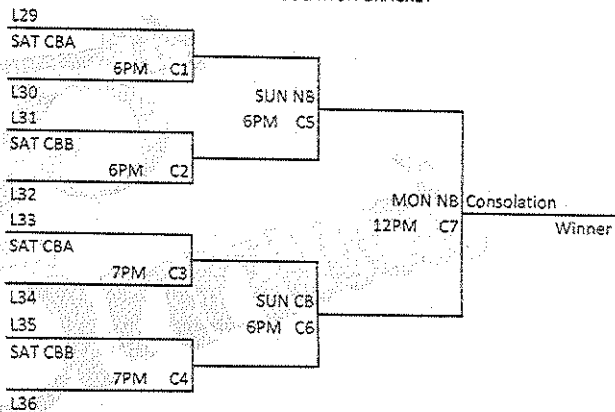 L29
SAT CBA
6PM C1
L30
SUN NB
L31
6PM C5
SAT CBB
6PM C2
L32
MON NB Consolation
L33
12PM C7
Winner
SAT CBA
7PM C3
L34
SUN CB
L35
6PM C6
SAT CBB
7PM C4
L36